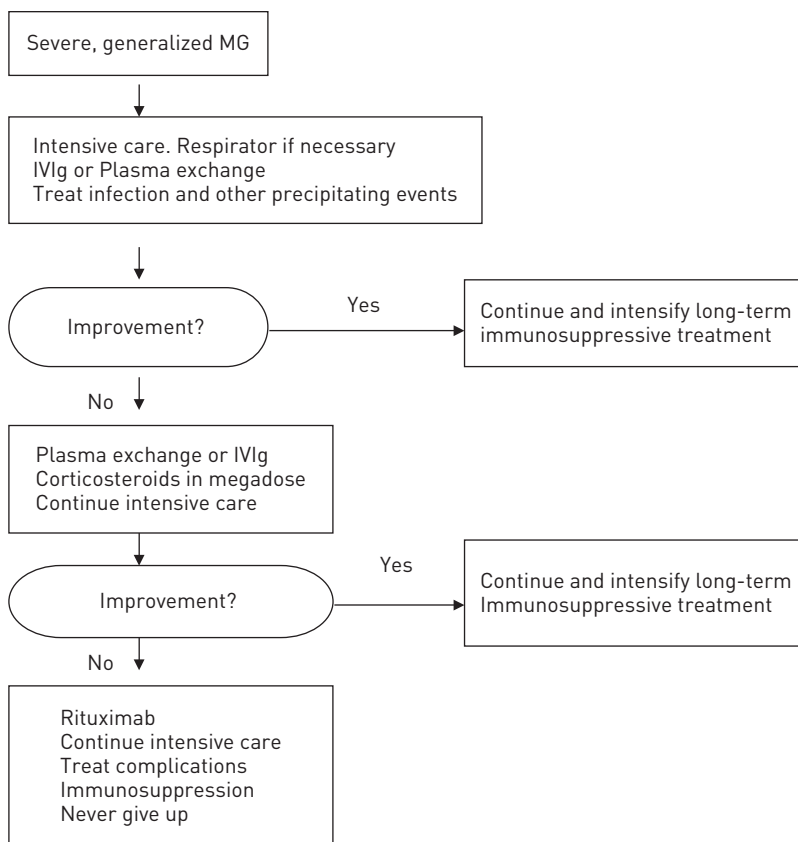 Severe, generalized MG
Intensive care. Respirator if necessary
IVIg or Plasma exchange
Treat infection and other precipitating events
Improvement?
Yes
Continue and intensify long-term
immunosuppressive treatment
No
Plasma exchange or IVIg
Corticosteroids in megadose
Continue intensive care
Improvement?
Yes
Continue and intensify long-term
Immunosuppressive treatment
No
Rituximab
Continue intensive care
Treat complications
Immunosuppression
Never give up